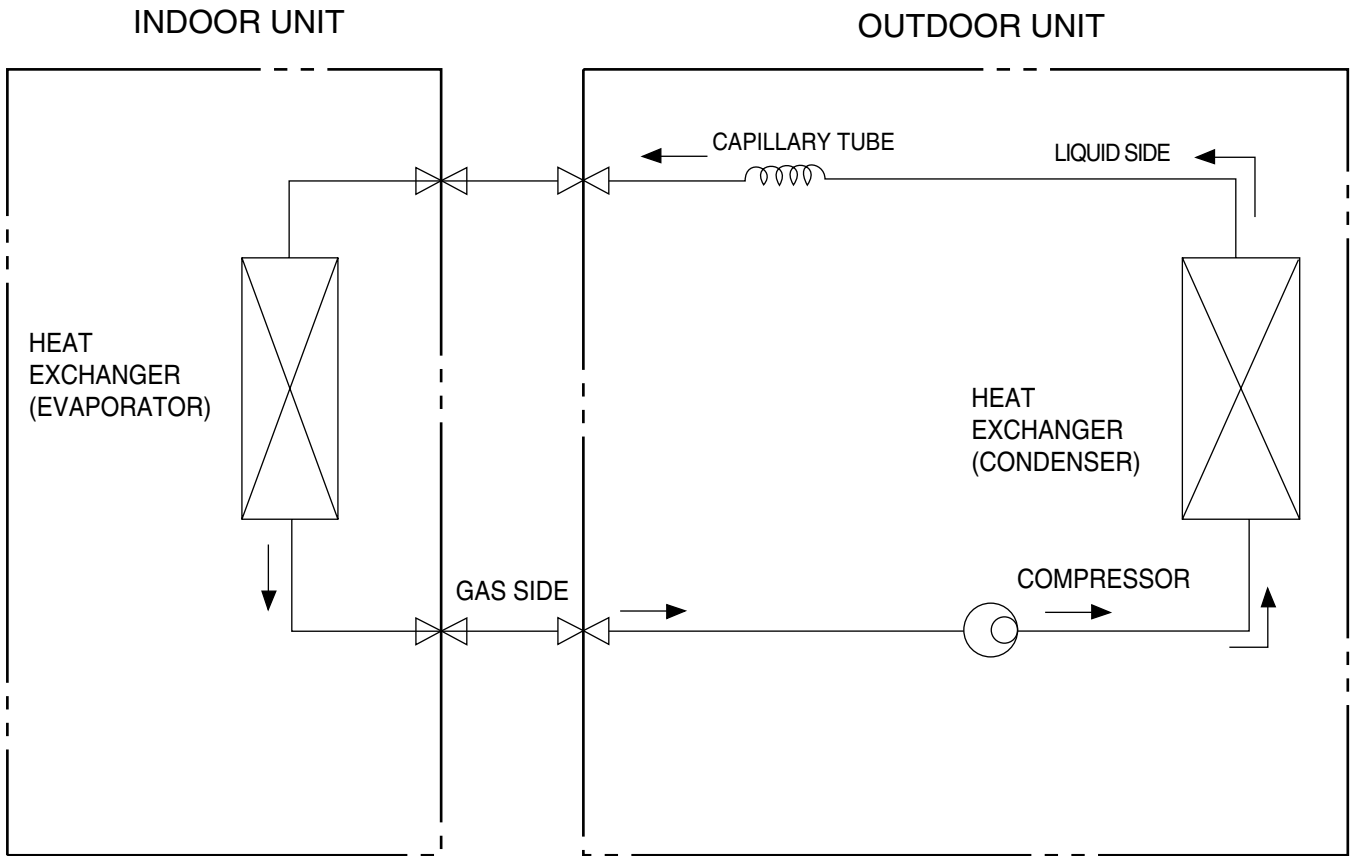 INDOOR UNIT
OUTDOOR UNIT
CAPILLARY TUBE
LIQUID SIDE
HEAT
EXCHANGER
(EVAPORATOR)
HEAT
EXCHANGER
(CONDENSER)
GAS SIDE
COMPRESSOR